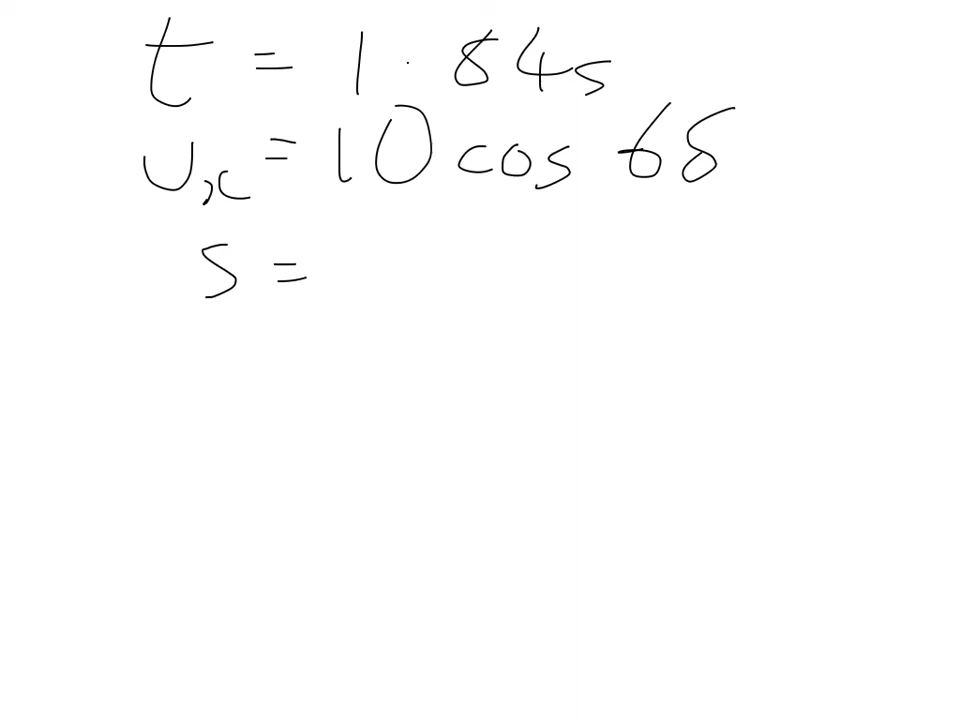 t = 1.84s
uₓ = 10 cos 68
s =